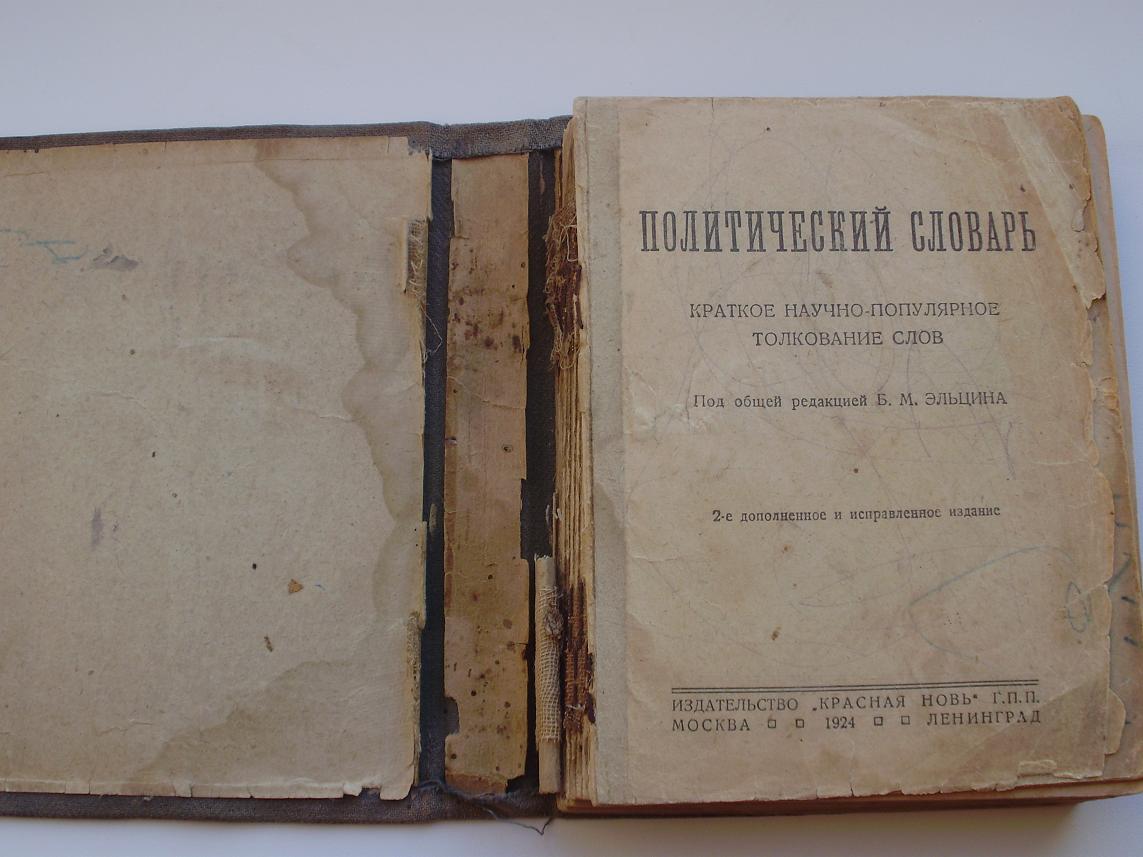 ПОЛИТИЧЕСКИЙ СЛОВАРЬ
КРАТКОЕ НАУЧНО-ПОПУЛЯРНОЕ
ТОЛКОВАНИЕ СЛОВ
Под общей редакцией Б. М. ЭЛЬЦИНА
2-е дополненное и исправленное издание
ИЗДАТЕЛЬСТВО „КРАСНАЯ НОВЬ“ Г.П.П.
МОСКВА □ □ 1924 □ □ ЛЕНИНГРАД